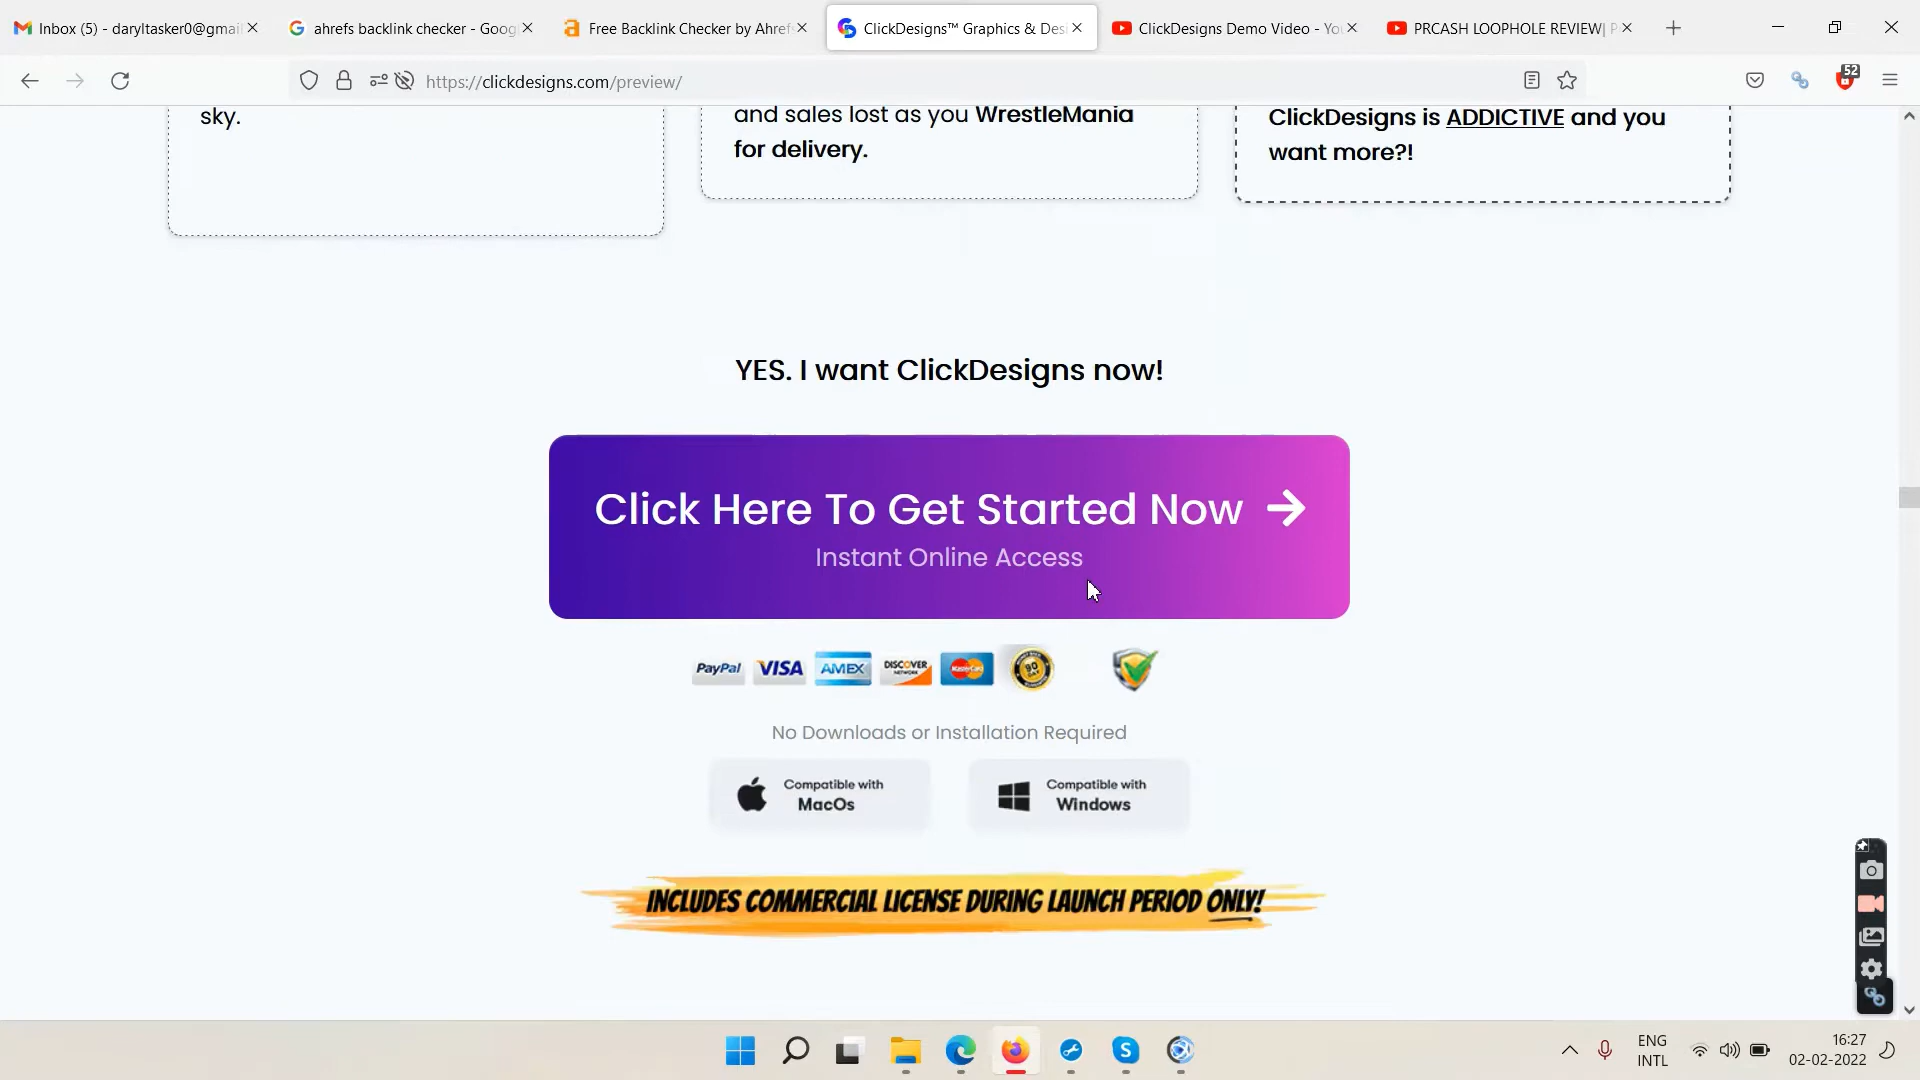 Inbox (5) - daryltasker0@gmai
ahrefs backlink checker - Goog
Free Backlink Checker by Ahref
ClickDesigns™ Graphics & Des
ClickDesigns Demo Video - Yo
PRCASH LOOPHOLE REVIEW| P
https://clickdesigns.com/preview/
52
sky.
and sales lost as you WrestleMania
for delivery.
ClickDesigns is ADDICTIVE and you
want more?!
YES. I want ClickDesigns now!
Click Here To Get Started Now
Instant Online Access
PayPal VISA AMEX DISCOVER NETWORK MasterCard
No Downloads or Installation Required
Compatible with
MacOs
Compatible with
Windows
INCLUDES COMMERCIAL LICENSE DURING LAUNCH PERIOD ONLY!
ENG
INTL
16:27
02-02-2022